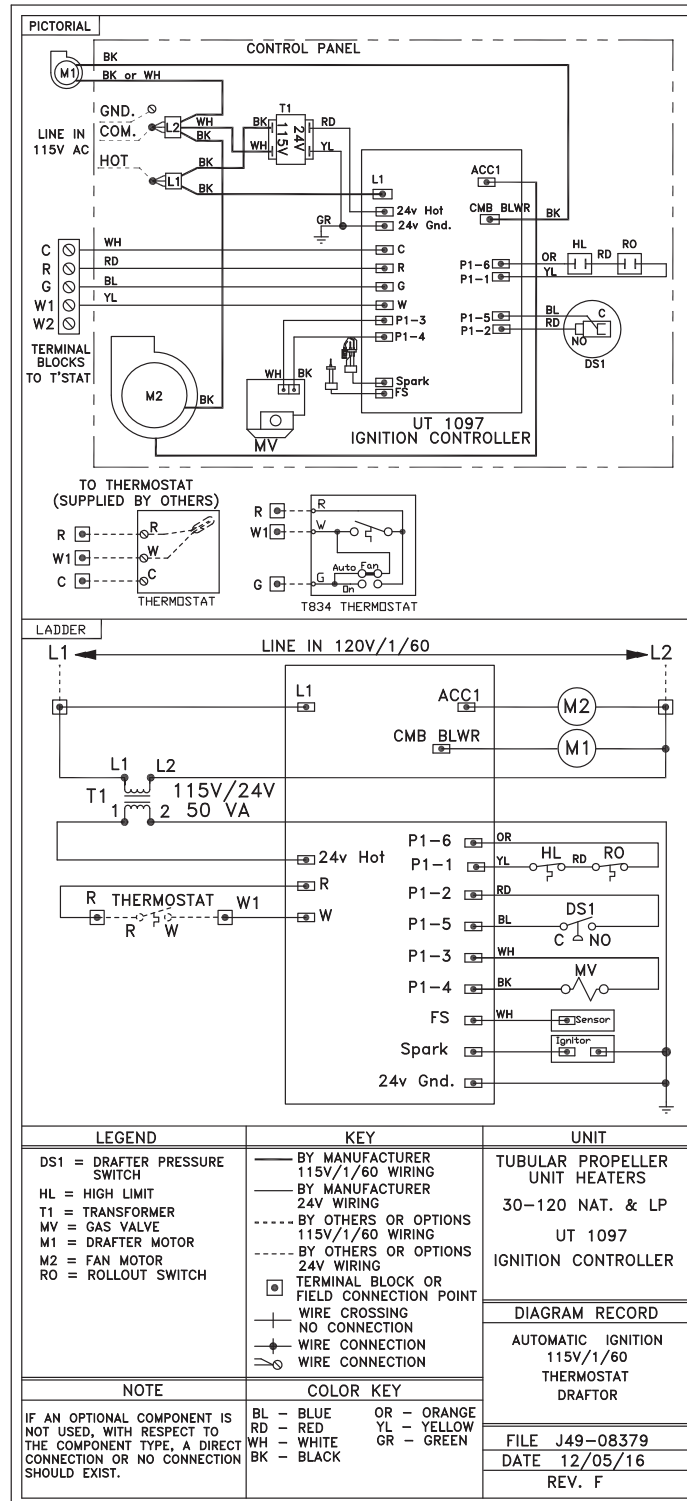 PICTORIAL
CONTROL PANEL
BK
M1
BK or WH
GND.
COM.
LINE IN
115V AC
HOT
L2
WH
BK
L1
BK
BK
BK
WH
T1
115V
24V
RD
YL
L1
ACC1
24v Hot
24v Gnd.
GR
CMB BLWR
BK
C
WH
C
R
RD
R
G
BL
G
W1
YL
W
W2
TERMINAL
BLOCKS
TO T'STAT
P1-3
P1-4
P1-6
P1-1
OR
YL
HL
RD
RO
P1-5
P1-2
BL
RD
C
NO
DS1
M2
BK
WH
BK
MV
Spark
FS
UT 1097
IGNITION CONTROLLER
TO THERMOSTAT
(SUPPLIED BY OTHERS)
R
R
W1
W
C
C
THERMOSTAT
R
R
W1
W
Auto
Fan
G
G
On
T834 THERMOSTAT
LADDER
L1
LINE IN 120V/1/60
L2
L1
ACC1
M2
CMB BLWR
M1
L1
L2
T1
115V/24V
1
2
50 VA
24v Hot
R
THERMOSTAT
W1
R
W
R
W
P1-6
OR
P1-1
YL
HL
RD
RO
P1-2
RD
P1-5
BL
DS1
C
NO
P1-3
WH
P1-4
BK
MV
FS
WH
Sensor
Spark
Ignitor
24v Gnd.
LEGEND
DS1 = DRAFTER PRESSURE
SWITCH
HL = HIGH LIMIT
T1 = TRANSFORMER
MV = GAS VALVE
M1 = DRAFTER MOTOR
M2 = FAN MOTOR
RO = ROLLOUT SWITCH
KEY
BY MANUFACTURER
115V/1/60 WIRING
BY MANUFACTURER
24V WIRING
BY OTHERS OR OPTIONS
115V/1/60 WIRING
BY OTHERS OR OPTIONS
24V WIRING
TERMINAL BLOCK OR
FIELD CONNECTION POINT
WIRE CROSSING
NO CONNECTION
WIRE CONNECTION
WIRE CONNECTION
UNIT
TUBULAR PROPELLER
UNIT HEATERS
30-120 NAT. & LP
UT 1097
IGNITION CONTROLLER
DIAGRAM RECORD
AUTOMATIC IGNITION
115V/1/60
THERMOSTAT
DRAFTOR
NOTE
IF AN OPTIONAL COMPONENT IS
NOT USED, WITH RESPECT TO
THE COMPONENT TYPE, A DIRECT
CONNECTION OR NO CONNECTION
SHOULD EXIST.
COLOR KEY
BL - BLUE
RD - RED
WH - WHITE
BK - BLACK
OR - ORANGE
YL - YELLOW
GR - GREEN
FILE J49-08379
DATE 12/05/16
REV. F